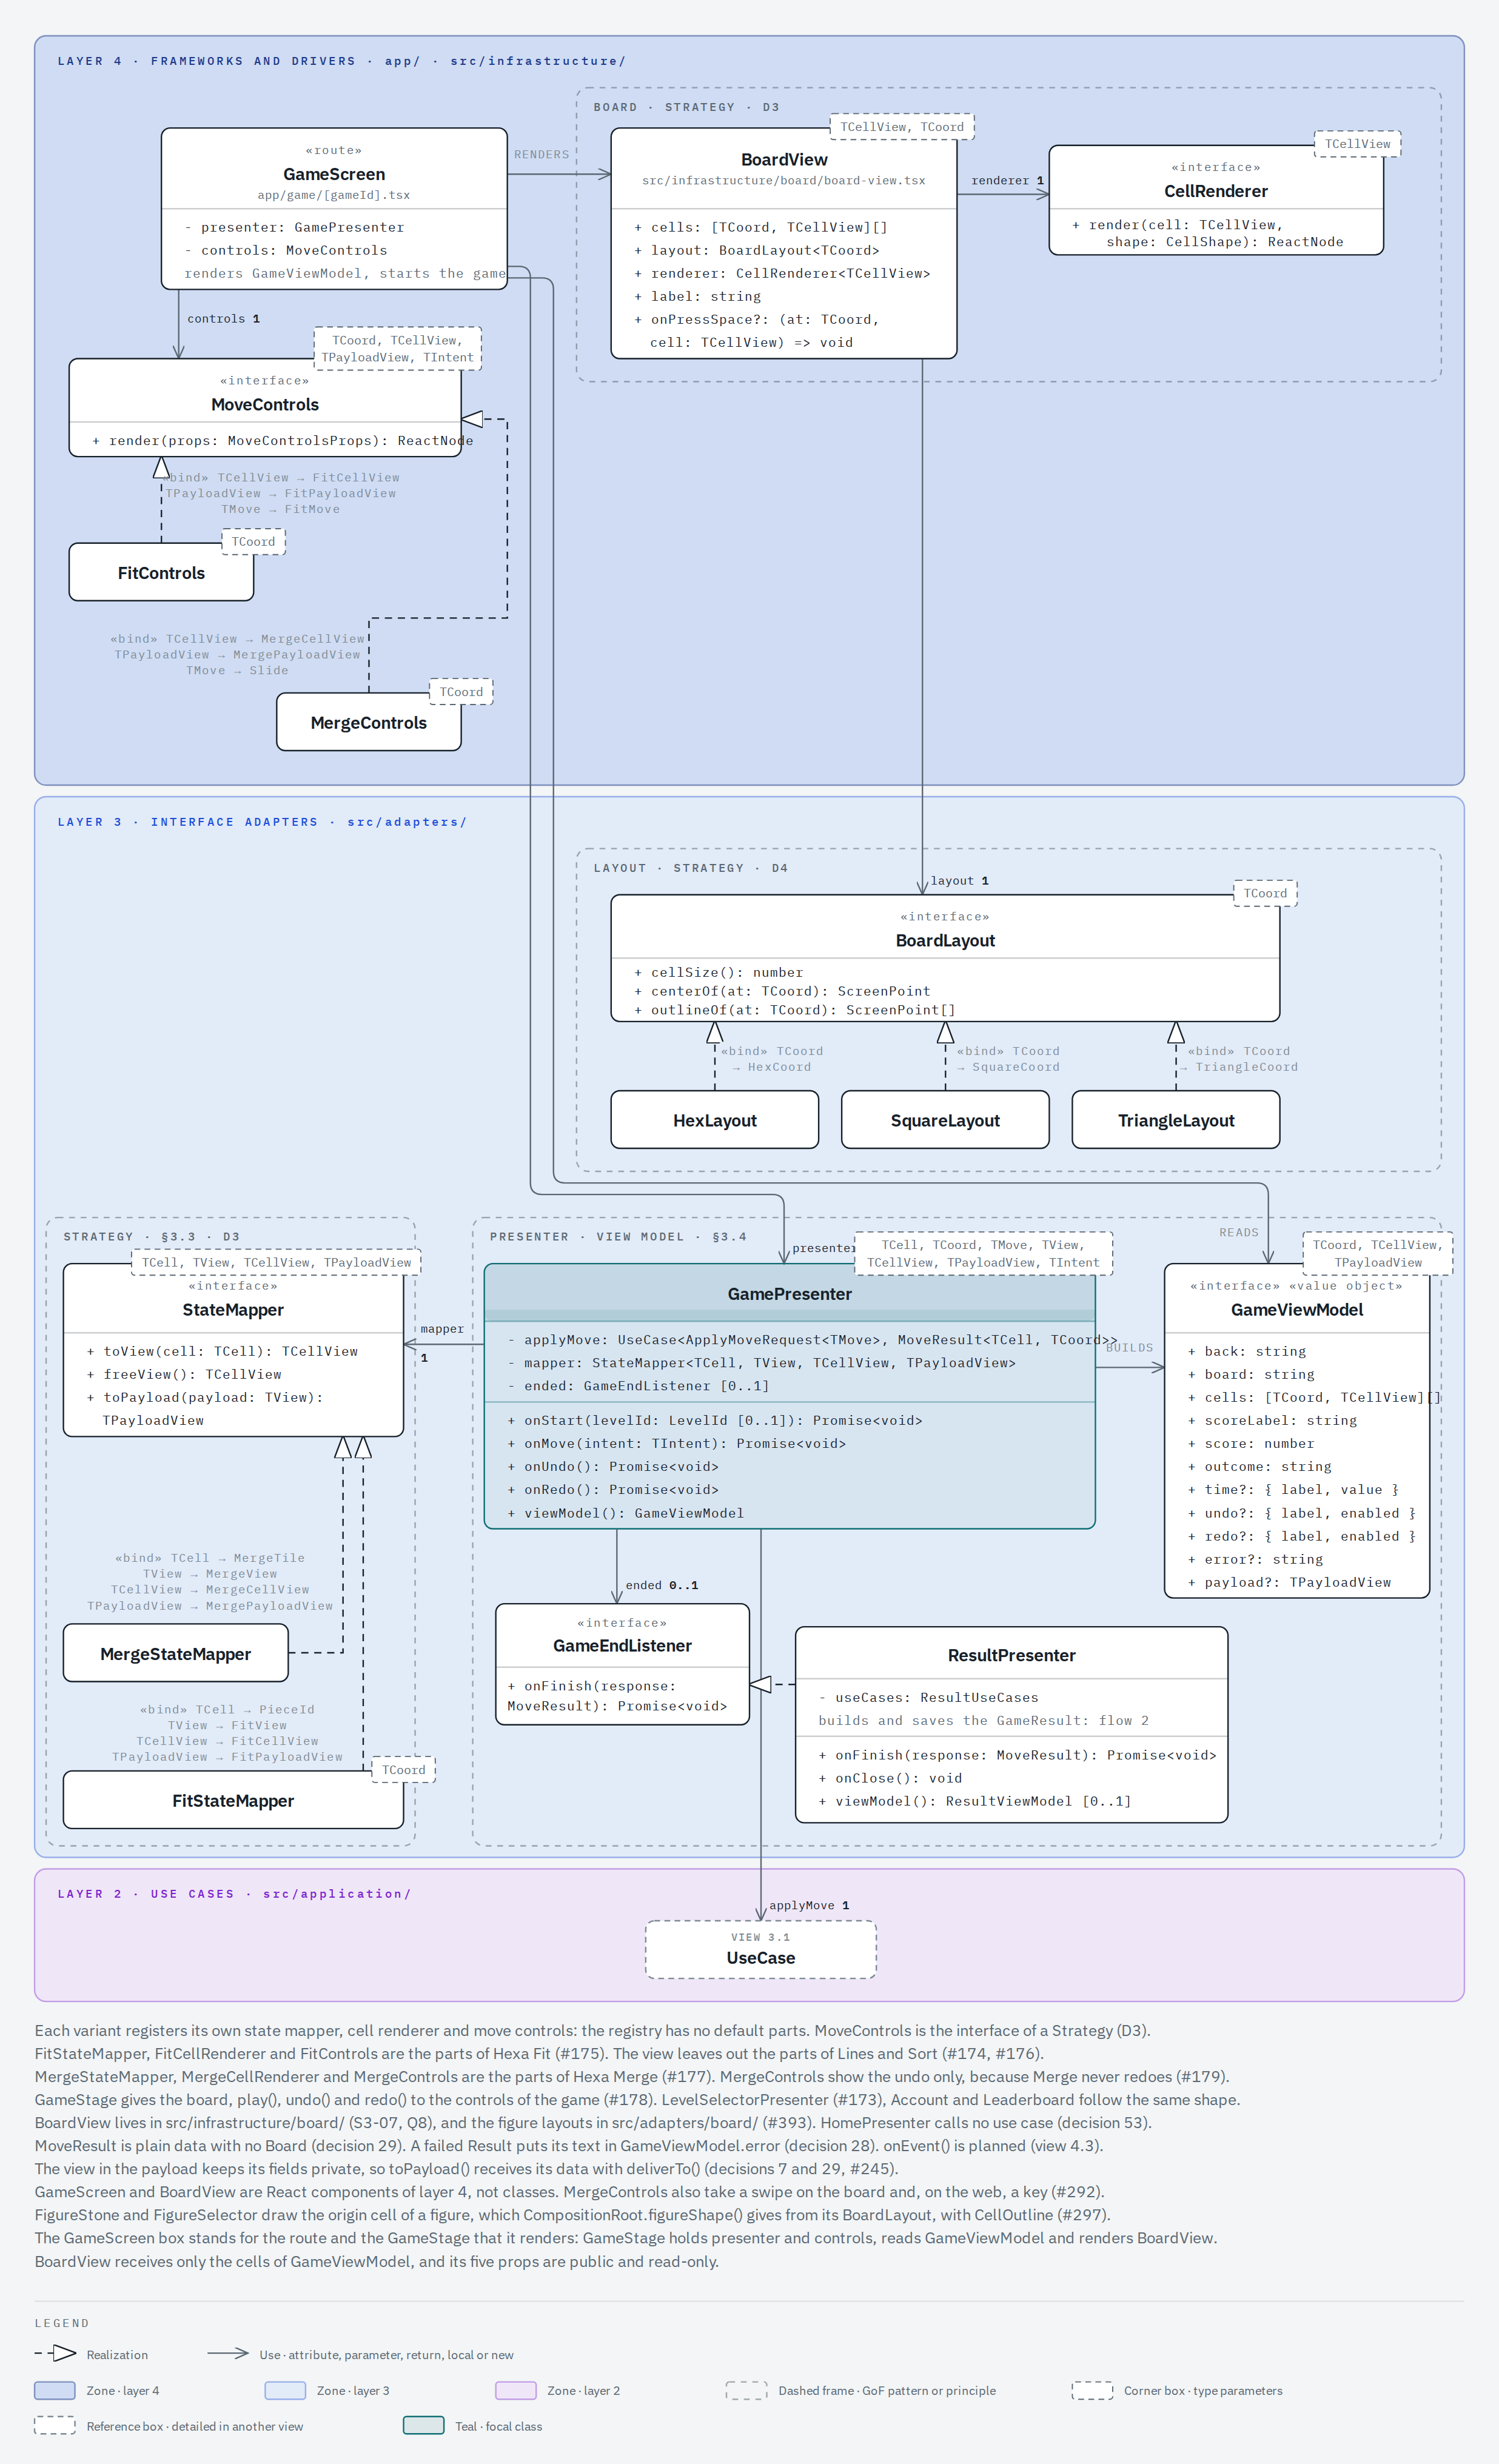 LAYER 4 · FRAMEWORKS AND DRIVERS · app/ · src/infrastructure/
BOARD · STRATEGY · D3
«route»
GameScreen
app/game/[gameId].tsx
- presenter: GamePresenter
- controls: MoveControls
renders GameViewModel, starts the game
RENDERS
TCellView, TCoord
BoardView
src/infrastructure/board/board-view.tsx
+ cells: [TCoord, TCellView][]
+ layout: BoardLayout<TCoord>
+ renderer: CellRenderer<TCellView>
+ label: string
+ onPressSpace?: (at: TCoord,
cell: TCellView) => void
renderer 1
TCellView
«interface»
CellRenderer
+ render(cell: TCellView,
shape: CellShape): ReactNode
controls 1
TCoord, TCellView,
TPayloadView, TIntent
«interface»
MoveControls
+ render(props: MoveControlsProps): ReactNode
«bind» TCellView → FitCellView
TPayloadView → FitPayloadView
TMove → FitMove
TCoord
FitControls
«bind» TCellView → MergeCellView
TPayloadView → MergePayloadView
TMove → Slide
TCoord
MergeControls
LAYER 3 · INTERFACE ADAPTERS · src/adapters/
LAYOUT · STRATEGY · D4
layout 1
TCoord
«interface»
BoardLayout
+ cellSize(): number
+ centerOf(at: TCoord): ScreenPoint
+ outlineOf(at: TCoord): ScreenPoint[]
«bind» TCoord
→ HexCoord
«bind» TCoord
→ SquareCoord
«bind» TCoord
→ TriangleCoord
HexLayout
SquareLayout
TriangleLayout
STRATEGY · §3.3 · D3
TCell, TView, TCellView, TPayloadView
«interface»
StateMapper
+ toView(cell: TCell): TCellView
+ freeView(): TCellView
+ toPayload(payload: TView):
TPayloadView
mapper
1
PRESENTER · VIEW MODEL · §3.4
presenter
TCell, TCoord, TMove, TView,
TCellView, TPayloadView, TIntent
GamePresenter
- applyMove: UseCase<ApplyMoveRequest<TMove>, MoveResult<TCell, TCoord>>
- mapper: StateMapper<TCell, TView, TCellView, TPayloadView>
- ended: GameEndListener [0..1]
+ onStart(levelId: LevelId [0..1]): Promise<void>
+ onMove(intent: TIntent): Promise<void>
+ onUndo(): Promise<void>
+ onRedo(): Promise<void>
+ viewModel(): GameViewModel
BUILDS
READS
TCoord, TCellView,
TPayloadView
«interface» «value object»
GameViewModel
+ back: string
+ board: string
+ cells: [TCoord, TCellView][]
+ scoreLabel: string
+ score: number
+ outcome: string
+ time?: { label, value }
+ undo?: { label, enabled }
+ redo?: { label, enabled }
+ error?: string
+ payload?: TPayloadView
«bind» TCell → MergeTile
TView → MergeView
TCellView → MergeCellView
TPayloadView → MergePayloadView
MergeStateMapper
«bind» TCell → PieceId
TView → FitView
TCellView → FitCellView
TPayloadView → FitPayloadView
TCoord
FitStateMapper
ended 0..1
«interface»
GameEndListener
+ onFinish(response:
MoveResult): Promise<void>
ResultPresenter
- useCases: ResultUseCases
builds and saves the GameResult: flow 2
+ onFinish(response: MoveResult): Promise<void>
+ onClose(): void
+ viewModel(): ResultViewModel [0..1]
LAYER 2 · USE CASES · src/application/
applyMove 1
VIEW 3.1
UseCase
Each variant registers its own state mapper, cell renderer and move controls: the registry has no default parts. MoveControls is the interface of a Strategy (D3).
FitStateMapper, FitCellRenderer and FitControls are the parts of Hexa Fit (#175). The view leaves out the parts of Lines and Sort (#174, #176).
MergeStateMapper, MergeCellRenderer and MergeControls are the parts of Hexa Merge (#177). MergeControls show the undo only, because Merge never redoes (#179).
GameStage gives the board, play(), undo() and redo() to the controls of the game (#178). LevelSelectorPresenter (#173), Account and Leaderboard follow the same shape.
BoardView lives in src/infrastructure/board/ (S3-07, Q8), and the figure layouts in src/adapters/board/ (#393). HomePresenter calls no use case (decision 53).
MoveResult is plain data with no Board (decision 29). A failed Result puts its text in GameViewModel.error (decision 28). onEvent() is planned (view 4.3).
The view in the payload keeps its fields private, so toPayload() receives its data with deliverTo() (decisions 7 and 29, #245).
GameScreen and BoardView are React components of layer 4, not classes. MergeControls also take a swipe on the board and, on the web, a key (#292).
FigureStone and FigureSelector draw the origin cell of a figure, which CompositionRoot.figureShape() gives from its BoardLayout, with CellOutline (#297).
The GameScreen box stands for the route and the GameStage that it renders: GameStage holds presenter and controls, reads GameViewModel and renders BoardView.
BoardView receives only the cells of GameViewModel, and its five props are public and read-only.
LEGEND
Realization
Use · attribute, parameter, return, local or new
Zone · layer 4
Zone · layer 3
Zone · layer 2
Dashed frame · GoF pattern or principle
Corner box · type parameters
Reference box · detailed in another view
Teal · focal class